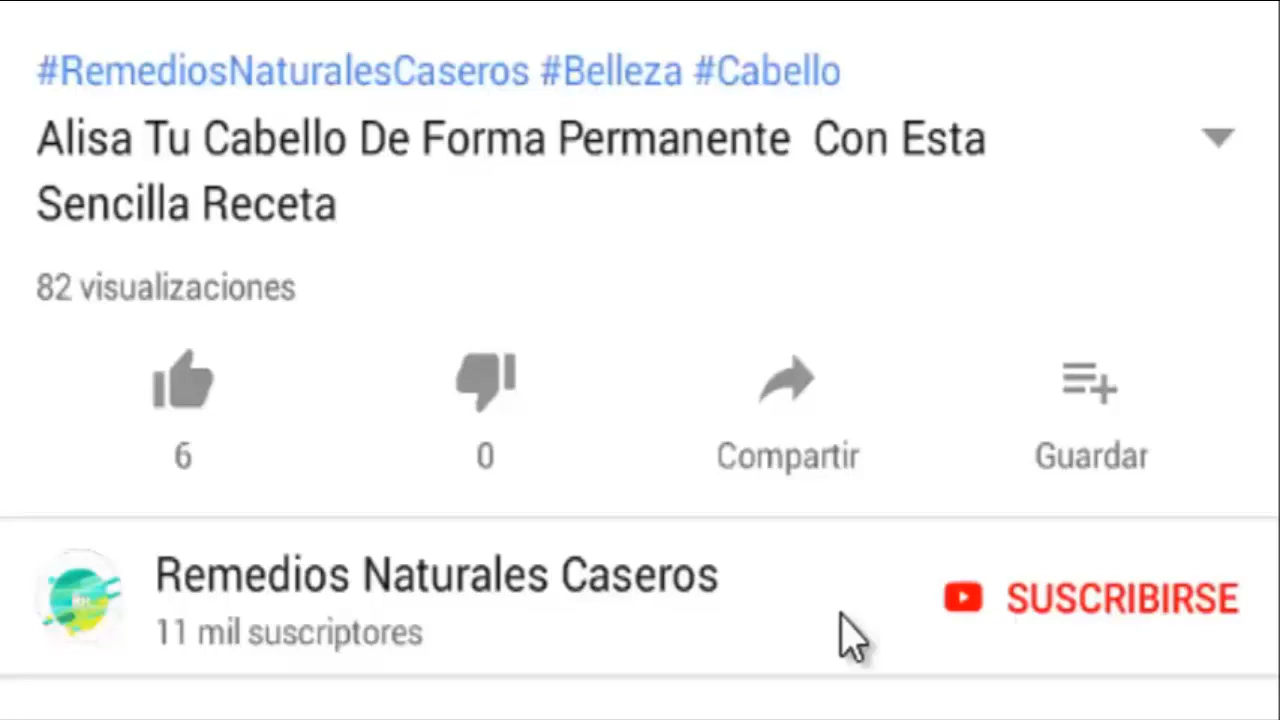 #RemediosNaturalesCaseros #Belleza #Cabello
Alisa Tu Cabello De Forma Permanente Con Esta
Sencilla Receta
82 visualizaciones
6
0
Compartir
Guardar
Remedios Naturales Caseros
11 mil suscriptores
SUSCRIBIRSE